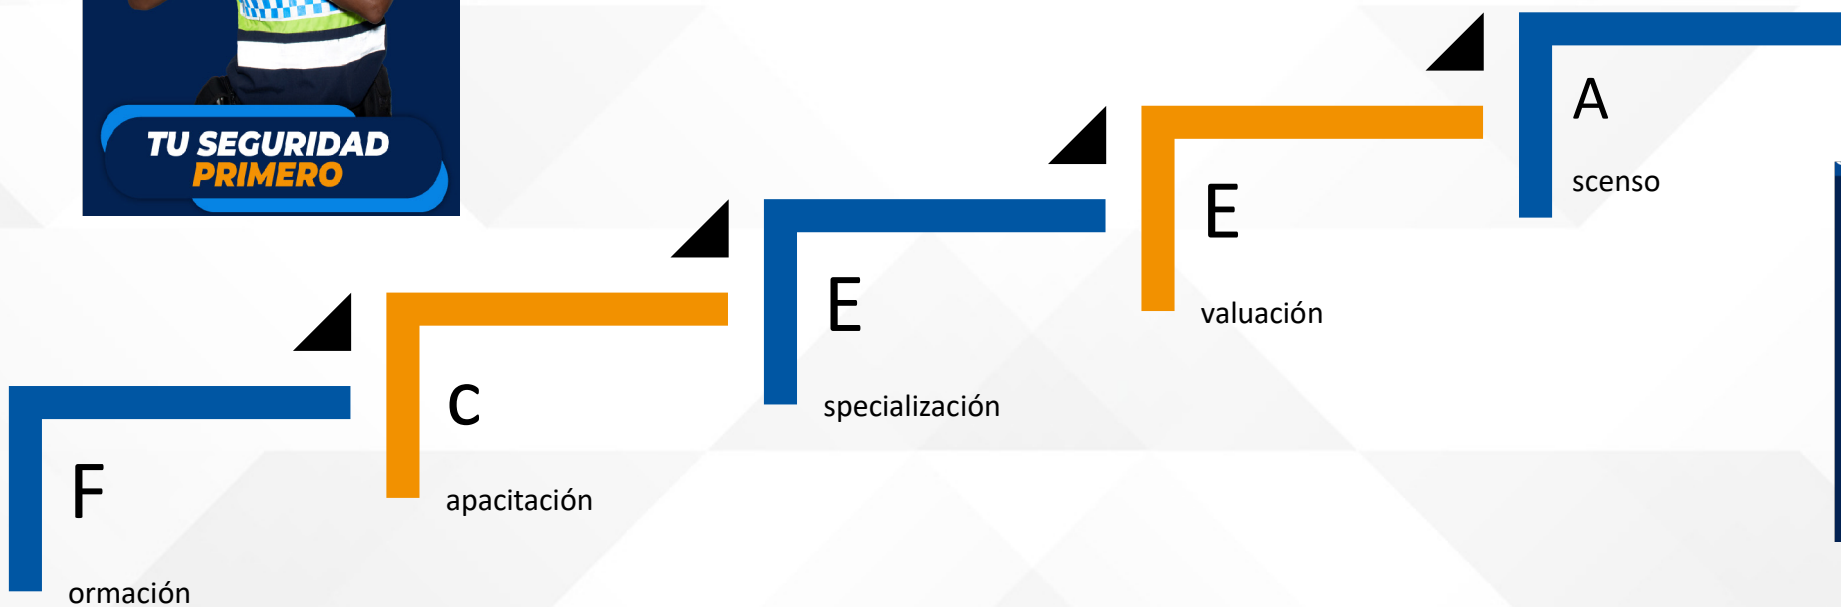 TU SEGURIDAD
PRIMERO
F
ormación
c
apacitación
E
specialización
E
valuación
A
scenso